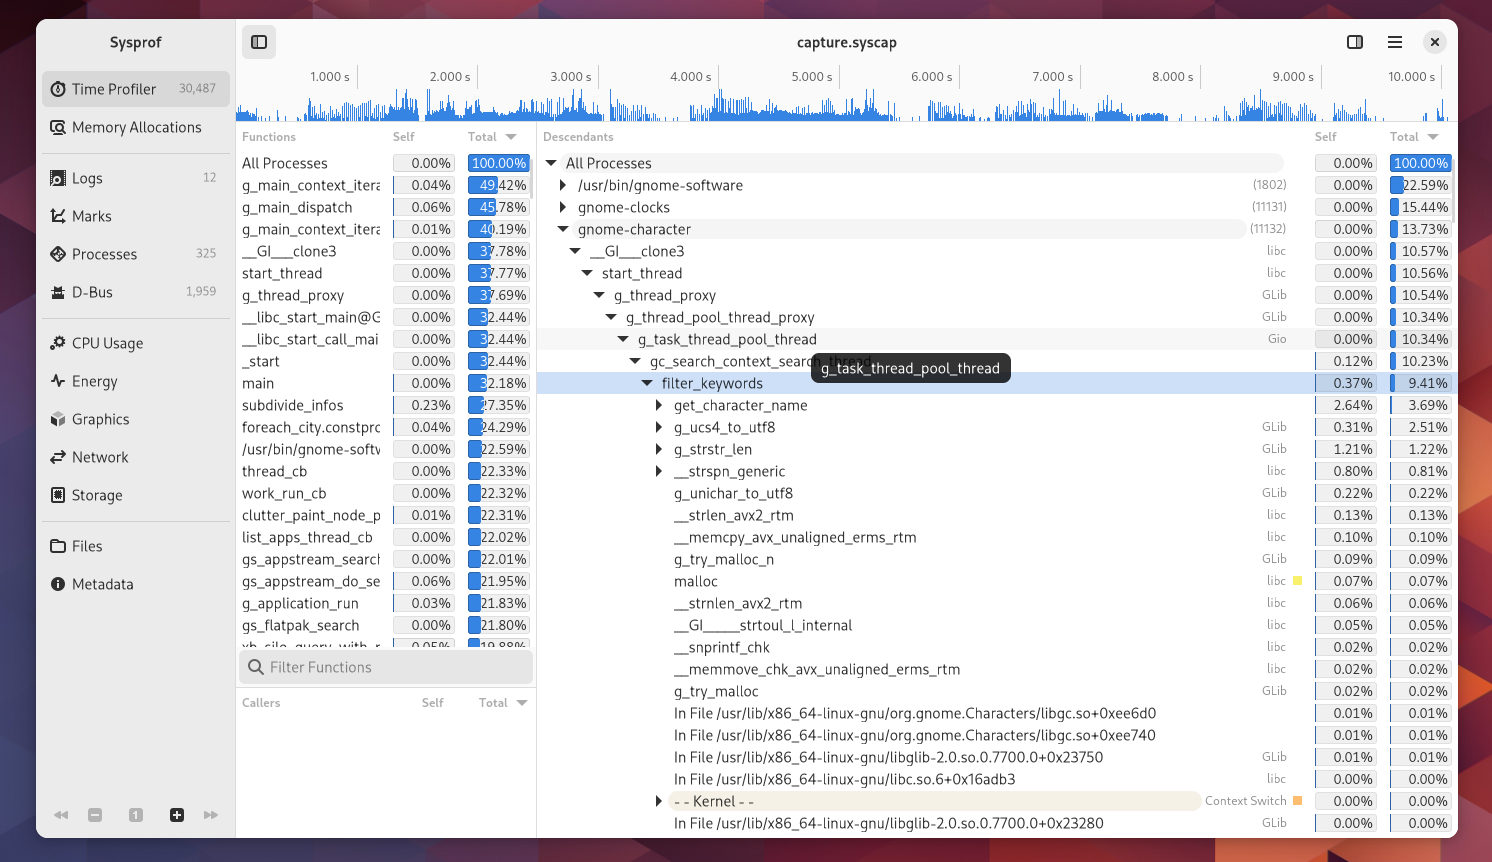 Sysprof
capture.syscap
Time Profiler 30,487
Memory Allocations
Logs 12
Marks
Processes 325
D-Bus 1,959
CPU Usage
Energy
Graphics
Network
Storage
Files
Metadata
1
1.000 s 2.000 s 3.000 s 4.000 s 5.000 s 6.000 s 7.000 s 8.000 s 9.000 s 10.000 s
Functions Self Total
All Processes 0.00% 100.00%
g_main_context_itera 0.04% 49.42%
g_main_dispatch 0.06% 45.78%
g_main_context_itera 0.01% 40.19%
__GI___clone3 0.00% 37.78%
start_thread 0.00% 37.77%
g_thread_proxy 0.00% 37.69%
__libc_start_main@G 0.00% 32.44%
__libc_start_call_mai 0.00% 32.44%
_start 0.00% 32.44%
main 0.00% 32.18%
subdivide_infos 0.23% 27.35%
foreach_city.constprc 0.04% 24.29%
/usr/bin/gnome-softw 0.00% 22.59%
thread_cb 0.00% 22.33%
work_run_cb 0.00% 22.32%
clutter_paint_node_p 0.01% 22.31%
list_apps_thread_cb 0.00% 22.02%
gs_appstream_search 0.00% 22.01%
gs_appstream_do_se 0.06% 21.95%
g_application_run 0.03% 21.83%
gs_flatpak_search 0.00% 21.80%
Filter Functions
Callers Self Total
Descendants Self Total
All Processes 0.00% 100.00%
/usr/bin/gnome-software (1802) 0.00% 22.59%
gnome-clocks (11131) 0.00% 15.44%
gnome-character (11132) 0.00% 13.73%
__GI___clone3 libc 0.00% 10.57%
start_thread libc 0.00% 10.56%
g_thread_proxy GLib 0.00% 10.54%
g_thread_pool_thread_proxy GLib 0.00% 10.34%
g_task_thread_pool_thread Gio 0.00% 10.34%
gc_search_context_search_thread 0.12% 10.23%
g_task_thread_pool_thread
filter_keywords 0.37% 9.41%
get_character_name 2.64% 3.69%
g_ucs4_to_utf8 GLib 0.31% 2.51%
g_strstr_len GLib 1.21% 1.22%
__strspn_generic libc 0.80% 0.81%
g_unichar_to_utf8 GLib 0.22% 0.22%
__strlen_avx2_rtm libc 0.13% 0.13%
__memcpy_avx_unaligned_erms_rtm libc 0.10% 0.10%
g_try_malloc_n GLib 0.09% 0.09%
malloc libc 0.07% 0.07%
__strnlen_avx2_rtm libc 0.06% 0.06%
__GI_____strtoul_l_internal libc 0.05% 0.05%
__snprintf_chk libc 0.02% 0.02%
__memmove_chk_avx_unaligned_erms_rtm libc 0.02% 0.02%
g_try_malloc GLib 0.02% 0.02%
In File /usr/lib/x86_64-linux-gnu/org.gnome.Characters/libgc.so+0xee6d0 0.01% 0.01%
In File /usr/lib/x86_64-linux-gnu/org.gnome.Characters/libgc.so+0xee740 0.01% 0.01%
In File /usr/lib/x86_64-linux-gnu/libglib-2.0.so.0.7700.0+0x23750 GLib 0.01% 0.01%
In File /usr/lib/x86_64-linux-gnu/libc.so.6+0x16adb3 libc 0.00% 0.00%
- - Kernel - - Context Switch 0.00% 0.00%
In File /usr/lib/x86_64-linux-gnu/libglib-2.0.so.0.7700.0+0x23280 GLib 0.00% 0.00%